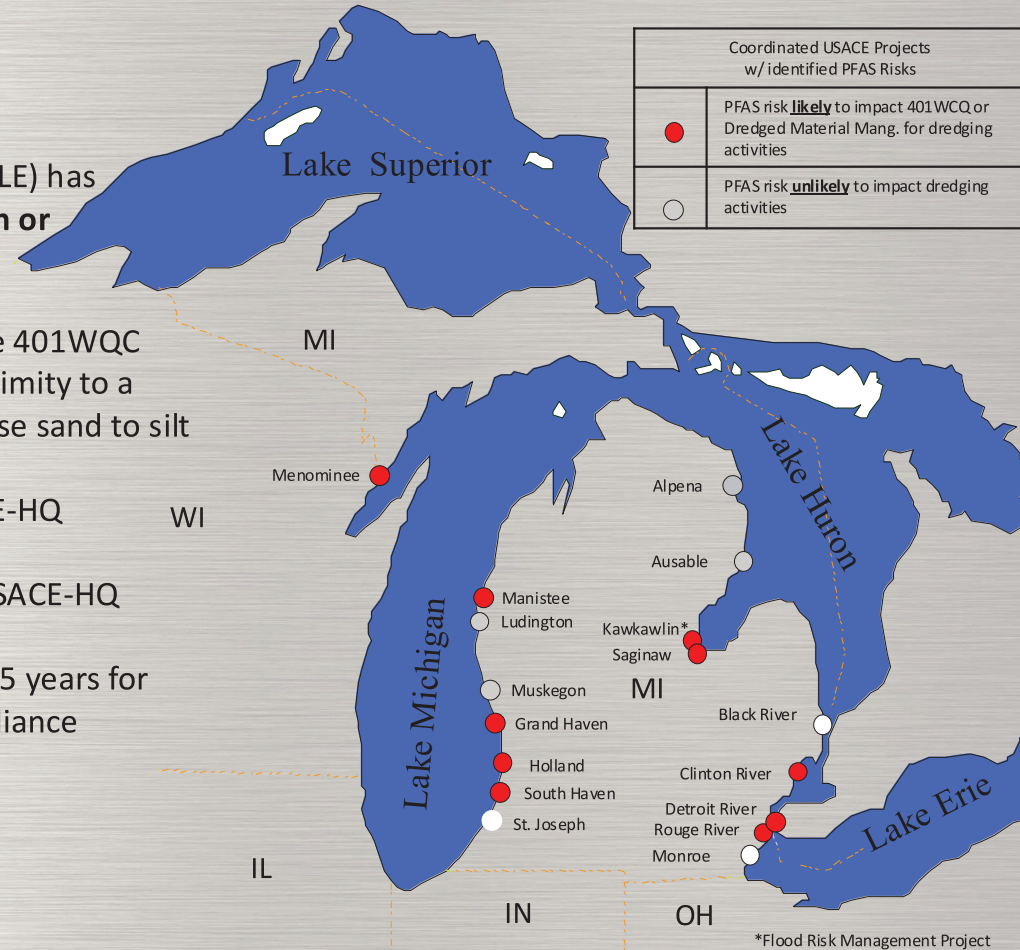 Coordinated USACE Projects
w/ identified PFAS Risks
PFAS risk likely to impact 401WCQ or
Dredged Material Mang. for dredging
activities
PFAS risk unlikely to impact dredging
activities
LE) has
n or
e 401WQC
imity to a
se sand to silt
E-HQ
SACE-HQ
5 years for
liance
Lake Superior
MI
Menominee
WI
Lake Huron
Alpena
Ausable
Manistee
Ludington
Kawkawlin*
Saginaw
MI
Lake Michigan
Muskegon
Grand Haven
Black River
Holland
Clinton River
South Haven
Detroit River
St. Joseph
Rouge River
Lake Erie
Monroe
IL
IN
OH
*Flood Risk Management Project